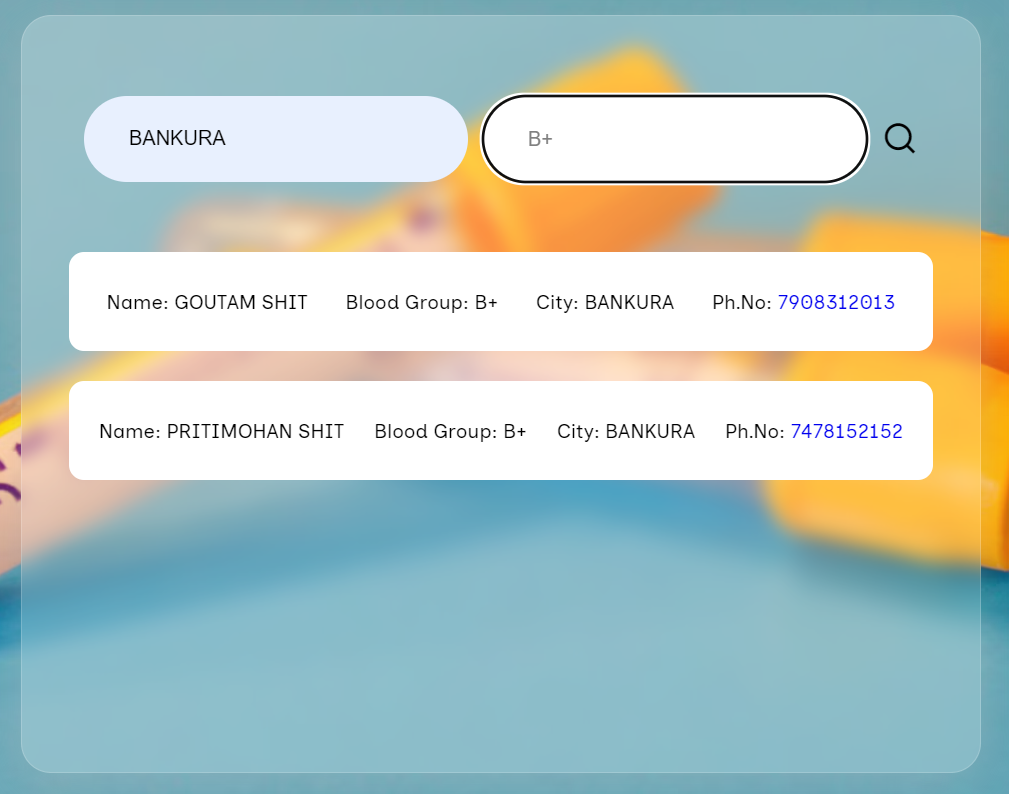 BANKURA B+
Name: GOUTAM SHIT Blood Group: B+ City: BANKURA Ph.No: 7908312013
Name: PRITIMOHAN SHIT Blood Group: B+ City: BANKURA Ph.No: 7478152152